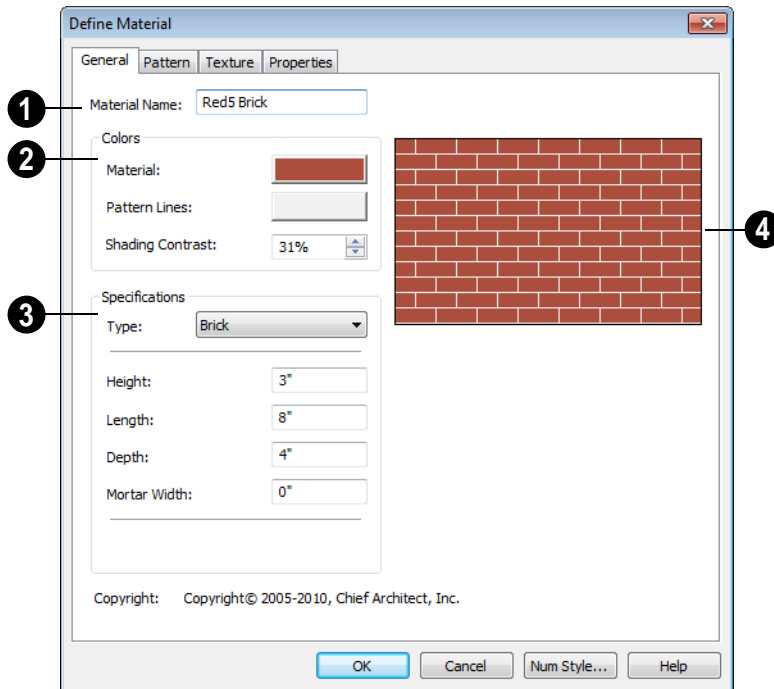 Define Material
General Pattern Texture Properties
1 Material Name: Red5 Brick
Colors
2 Material:
Pattern Lines:
Shading Contrast: 31%
4
Specifications
3 Type: Brick
Height: 3"
Length: 8"
Depth: 4"
Mortar Width: 0"
Copyright: Copyright© 2005-2010, Chief Architect, Inc.
OK Cancel Num Style... Help